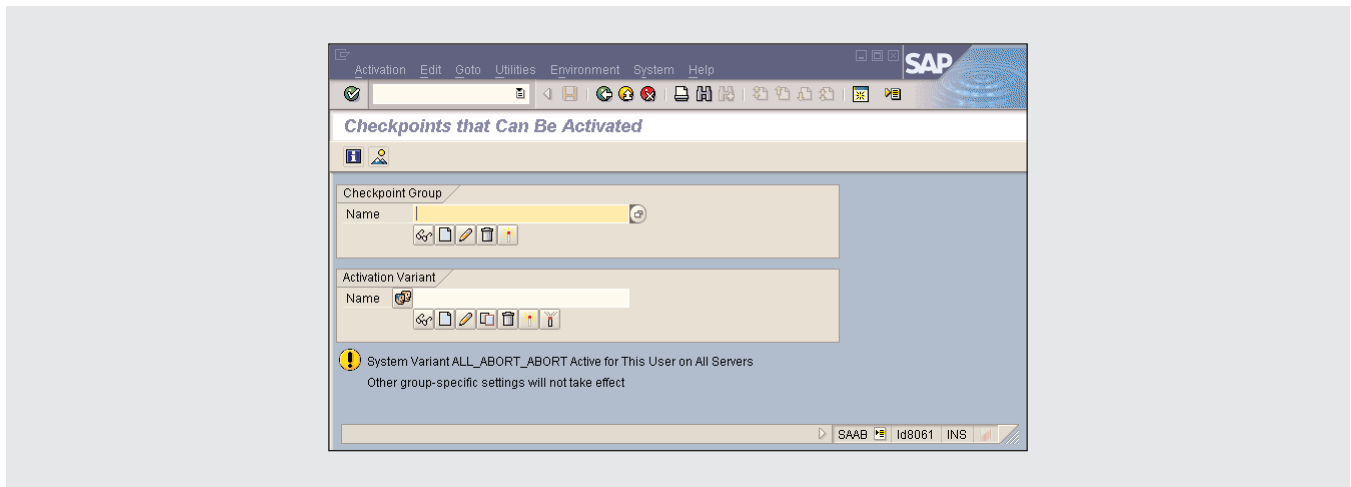 Activation Edit Goto Utilities Environment System Help
SAP
Checkpoints that Can Be Activated
Checkpoint Group
Name
Activation Variant
Name
System Variant ALL_ABORT_ABORT Active for This User on All Servers
Other group-specific settings will not take effect
SAAB ld8061 INS